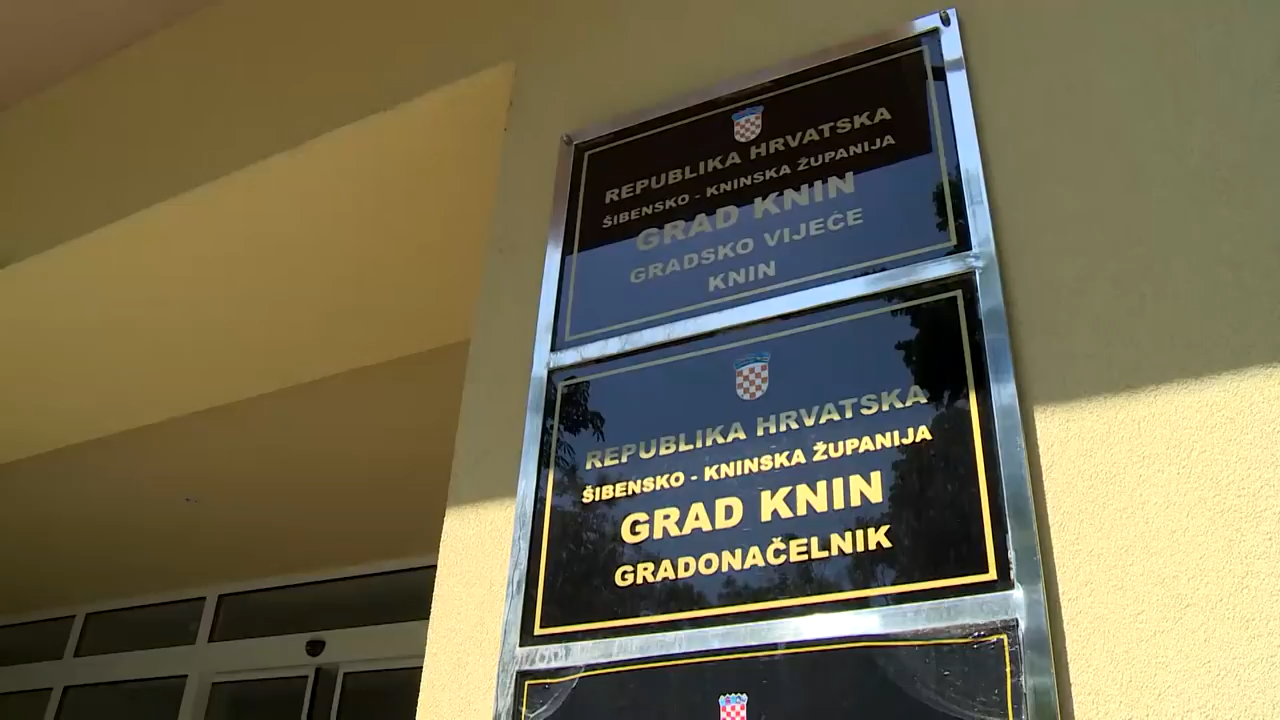 REPUBLIKA HRVATSKA
ŠIBENSKO - KNINSKA ŽUPANIJA
GRAD KNIN
GRADSKO VIJEĆE
KNIN
REPUBLIKA HRVATSKA
ŠIBENSKO - KNINSKA ŽUPANIJA
GRAD KNIN
GRADONAČELNIK